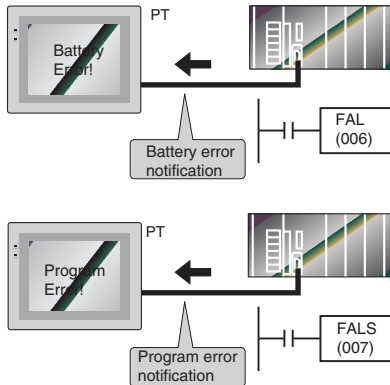 PT
Battery
Error!
Battery error
notification
FAL
(006)
PT
Program
Error!
Program error
notification
FALS
(007)